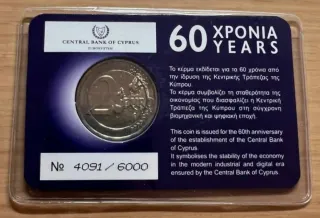 CENTRAL BANK OF CYPRUS
60 ΧΡΟΝΙΑ
YEARS
Το κέρμα εκδίδεται για τα 60 χρόνια από
την ίδρυση της Κεντρικής Τράπεζας της
Κύπρου.
Το κέρμα συμβολίζει τη σταθερότητα της
οικονομίας που διασφαλίζει η Κεντρική
Τράπεζα της Κύπρου στη σύγχρονη
βιομηχανική και ψηφιακή εποχή.
This coin is issued for the 60th anniversary
of the establishment of the Central Bank
of Cyprus.
It symbolises the stability of the economy
in the modern industrial and digital era
ensured by the Central Bank of Cyprus.
2
№ 4091/6000